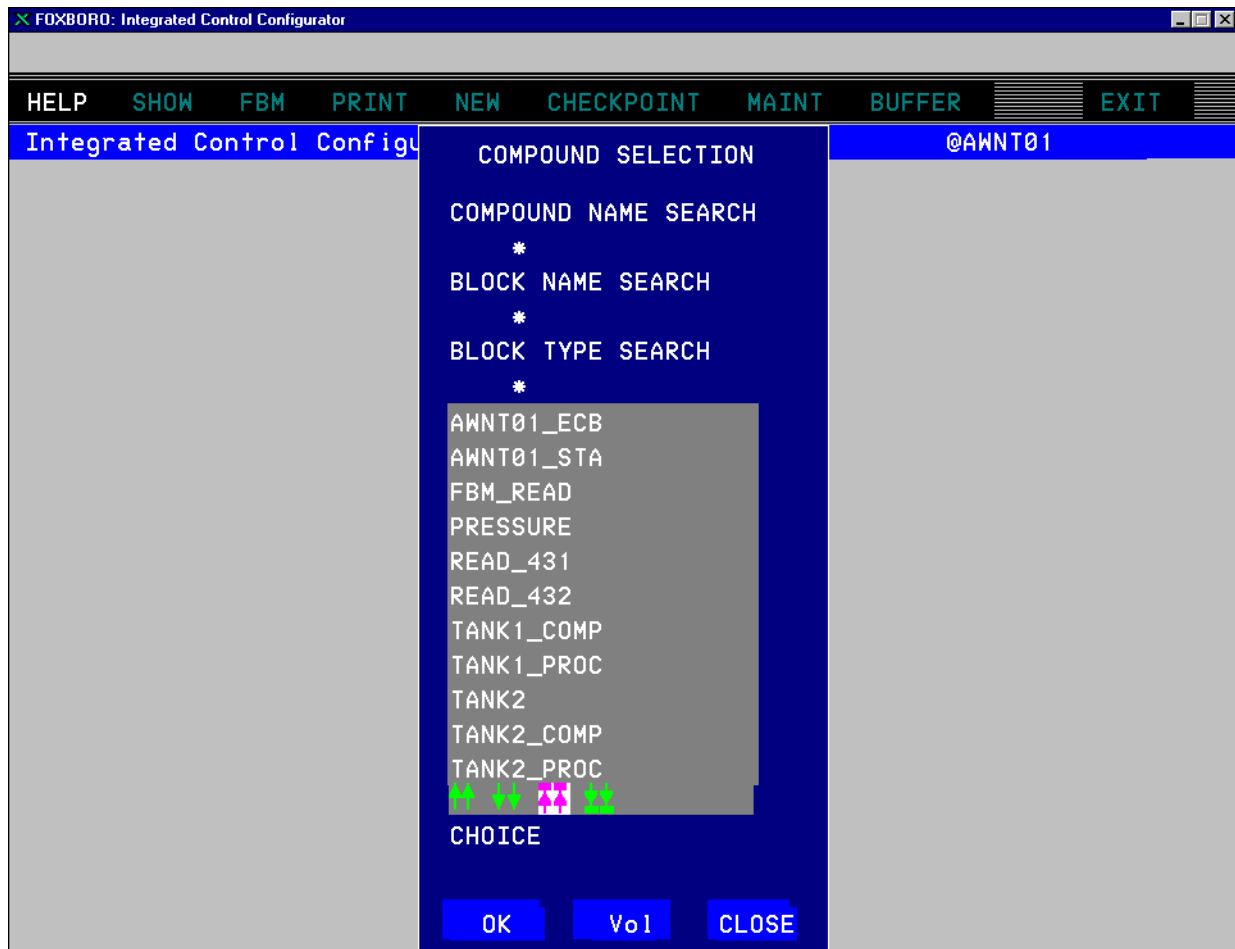 FOXBORO: Integrated Control Configurator
HELP SHOW FBM PRINT NEW CHECKPOINT MAINT BUFFER EXIT
Integrated Control Configu @AWNT01
COMPOUND SELECTION
COMPOUND NAME SEARCH
*
BLOCK NAME SEARCH
*
BLOCK TYPE SEARCH
*
AWNT01_ECB
AWNT01_STA
FBM_READ
PRESSURE
READ_431
READ_432
TANK1_COMP
TANK1_PROC
TANK2
TANK2_COMP
TANK2_PROC
CHOICE
OK Vol CLOSE